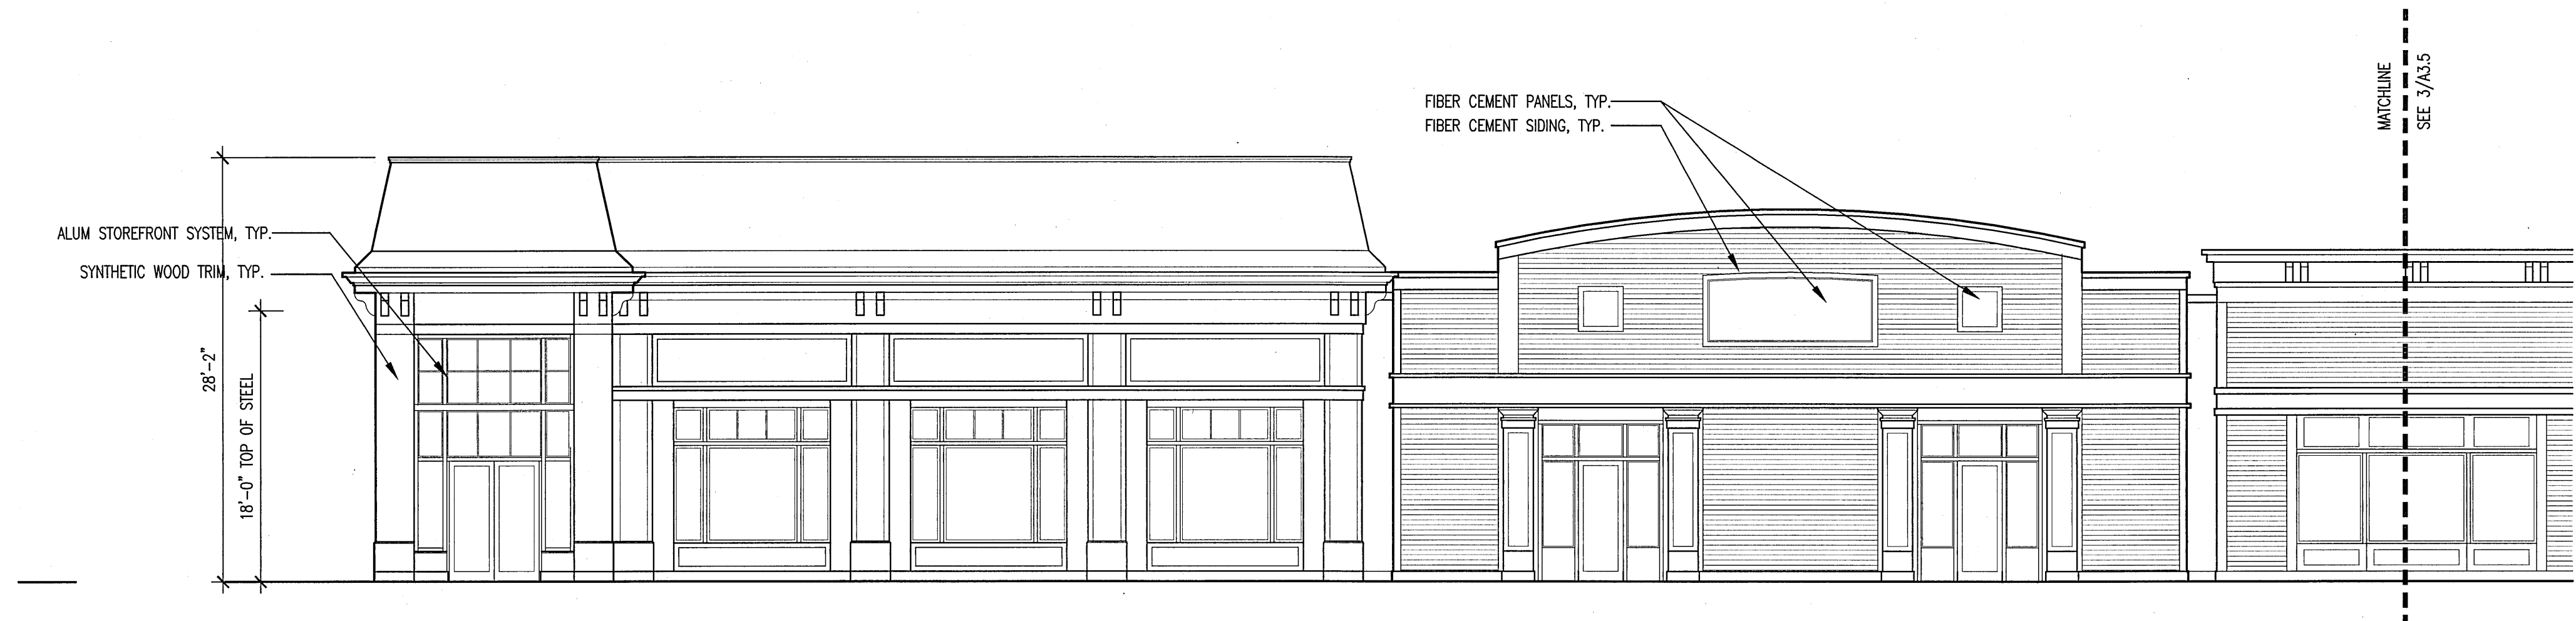 FIBER CEMENT PANELS, TYP.
FIBER CEMENT SIDING, TYP.
MATCHLINE
SEE 3/A3.5
ALUM STOREFRONT SYSTEM, TYP.
SYNTHETIC WOOD TRIM, TYP.
28'-2"
18'-0" TOP OF STEEL